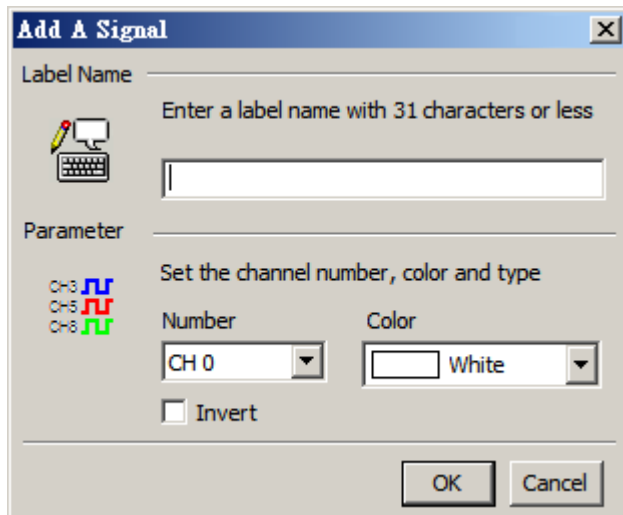 Add A Signal
Label Name
Enter a label name with 31 characters or less
Parameter
CH3
CH5
CH8
Set the channel number, color and type
Number Color
CH 0 White
Invert
OK Cancel